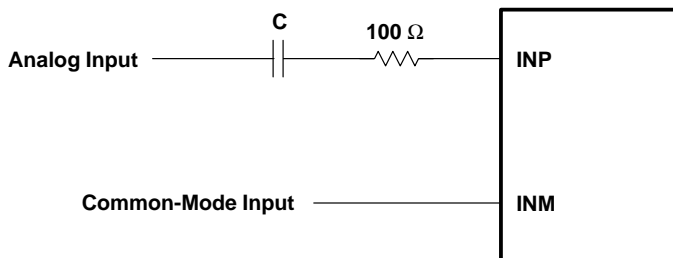 C
100 Ω
Analog Input
INP
Common-Mode Input
INM